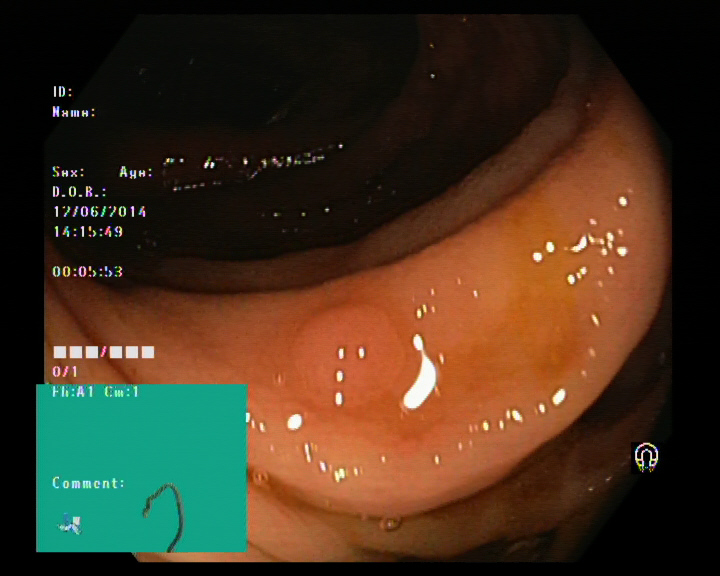 ID:
Name:
Sex: Age:
D.O.B.:
12/06/2014
14:15:49
00:05:53
■■■/■■■
0/1
Eh:A1 Cm:1
Comment: